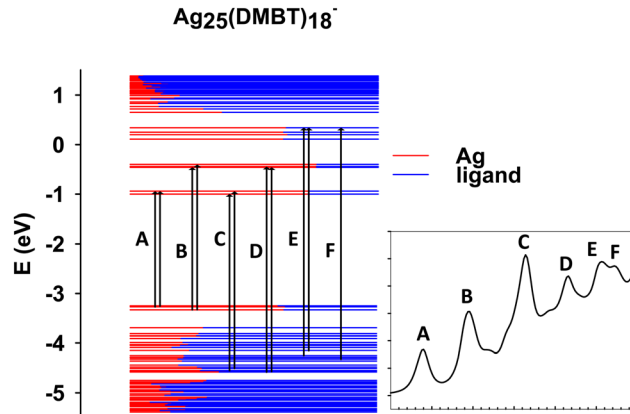 Ag25(DMBT)18-
E (eV)
1
0
-1
-2
-3
-4
-5
A
B
C
D
E
F
Ag
ligand
A
B
C
D
E
F